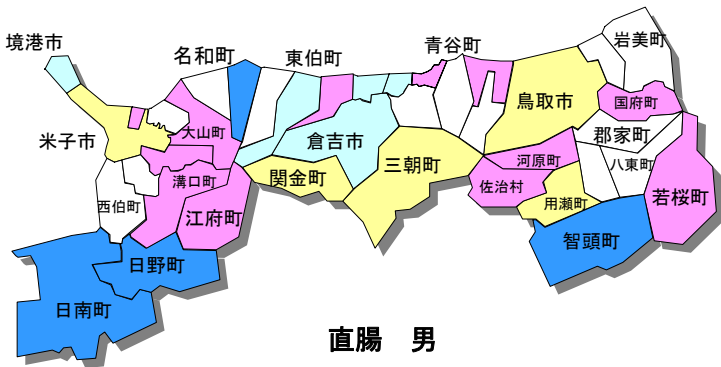 境港市
名和町
東伯町
青谷町
岩美町
米子市
大山町
倉吉市
鳥取市
国府町
郡家町
三朝町
河原町
八東町
溝口町
関金町
佐治村
西伯町
江府町
用瀬町
若桜町
智頭町
日野町
日南町
直腸 男